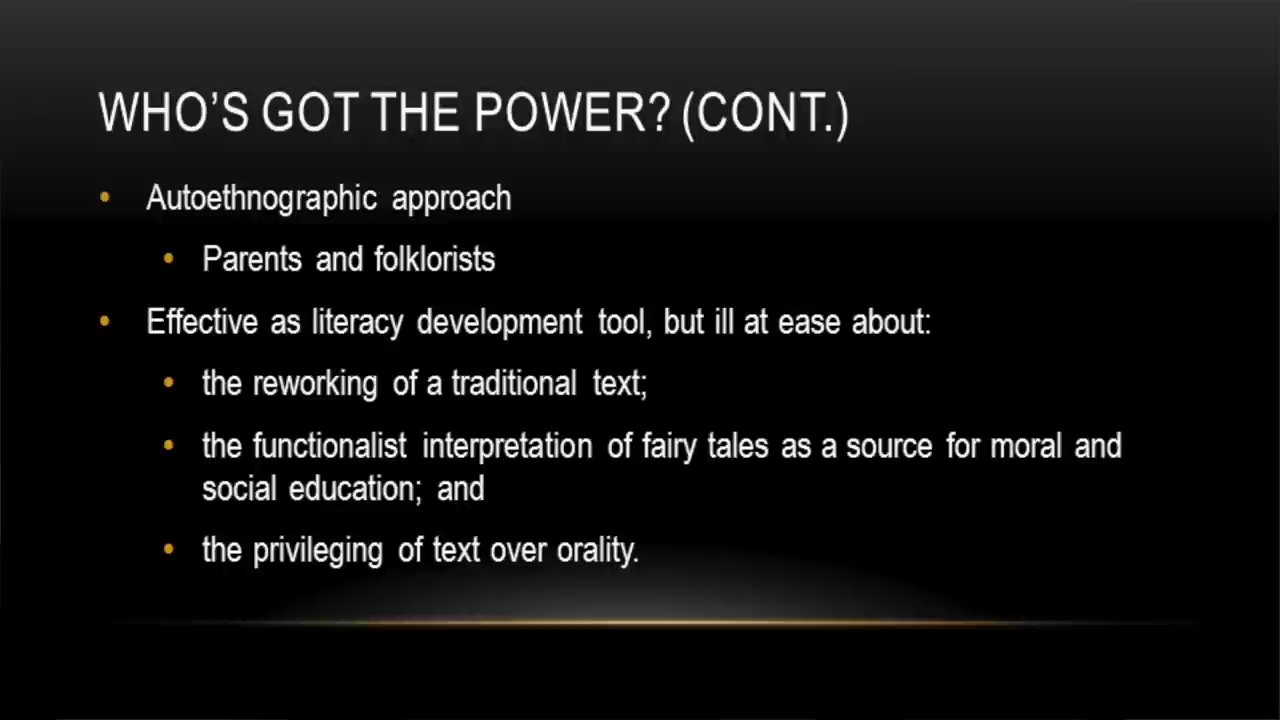 WHO'S GOT THE POWER? (CONT.)
• Autoethnographic approach
• Parents and folklorists
• Effective as literacy development tool, but ill at ease about:
• the reworking of a traditional text;
• the functionalist interpretation of fairy tales as a source for moral and
social education; and
• the privileging of text over orality.